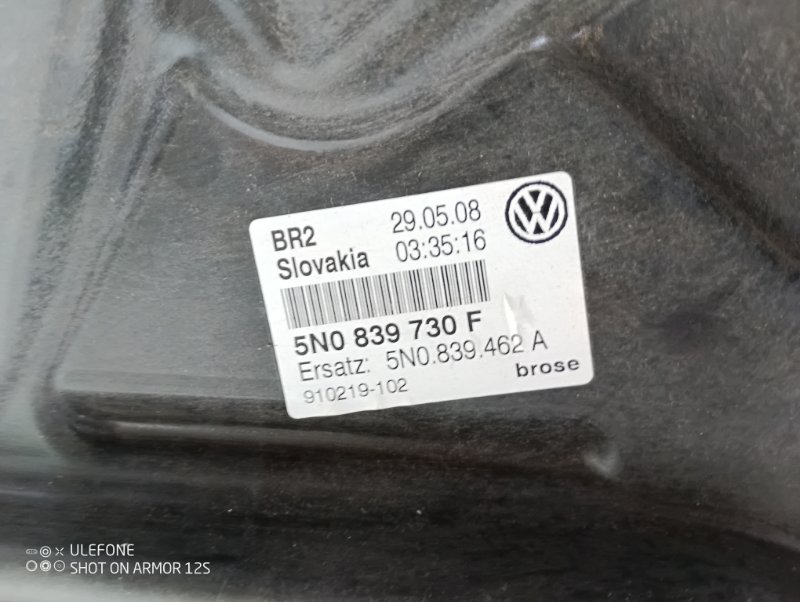 BR2 29.05.08
Slovakia 03:35:16
VW
5N0 839 730 F
Ersatz: 5N0.839.462 A
910219-102 brose
ULEFONE
SHOT ON ARMOR 12S